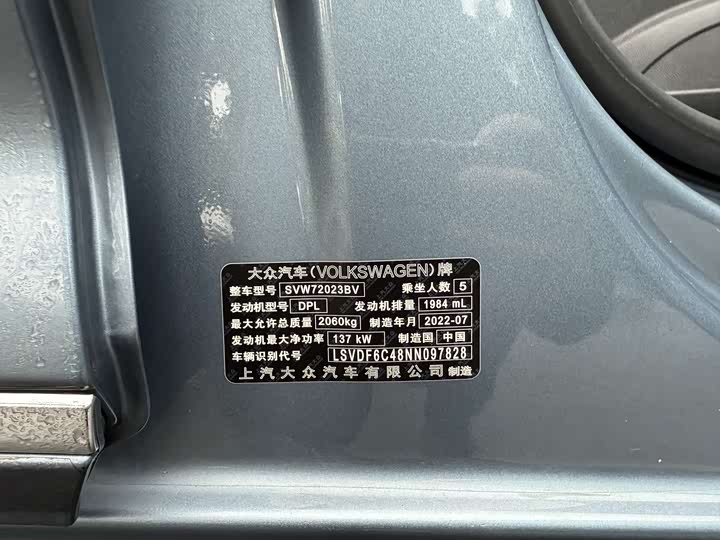 大众汽车(VOLKSWAGEN)牌
整车型号 SVW72023BV 乘坐人数 5
发动机型号 DPL 发动机排量 1984 mL
最大允许总质量 2060kg 制造年月 2022-07
发动机最大净功率 137 kW 制造国 中国
车辆识别代号 LSVDF6C48NN097828
上汽大众汽车有限公司 制造